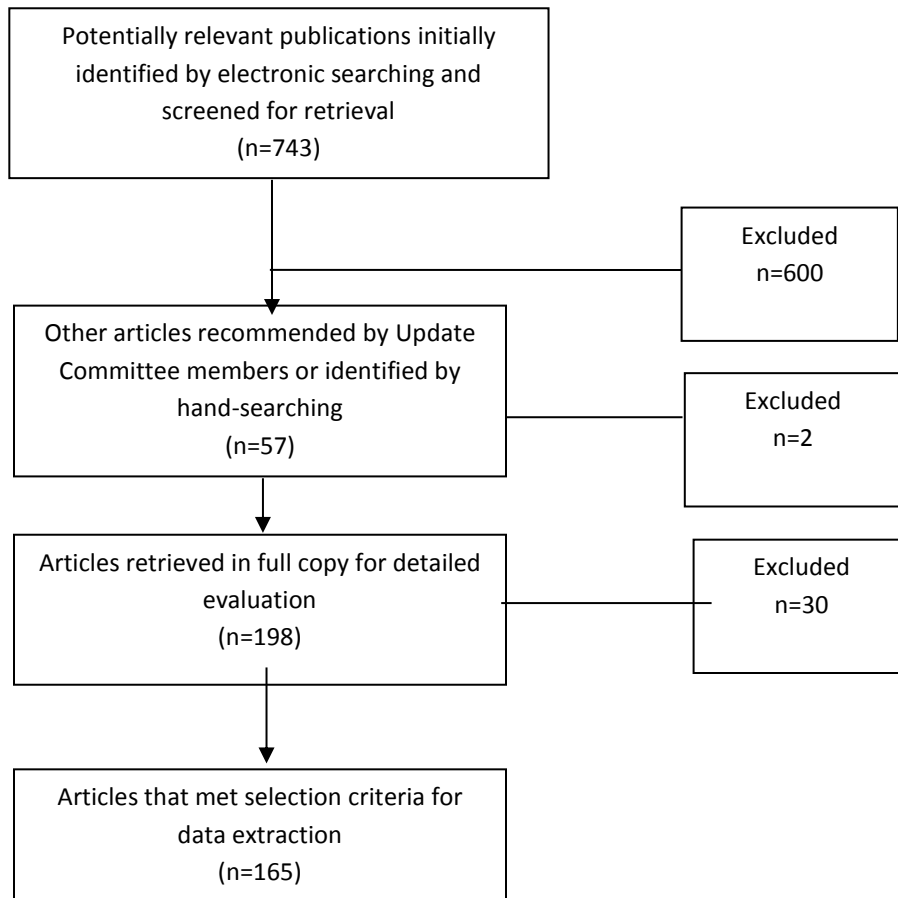 Potentially relevant publications initially
identified by electronic searching and
screened for retrieval
(n=743)
Excluded
n=600
Other articles recommended by Update
Committee members or identified by
hand-searching
(n=57)
Excluded
n=2
Articles retrieved in full copy for detailed
evaluation
(n=198)
Excluded
n=30
Articles that met selection criteria for
data extraction
(n=165)